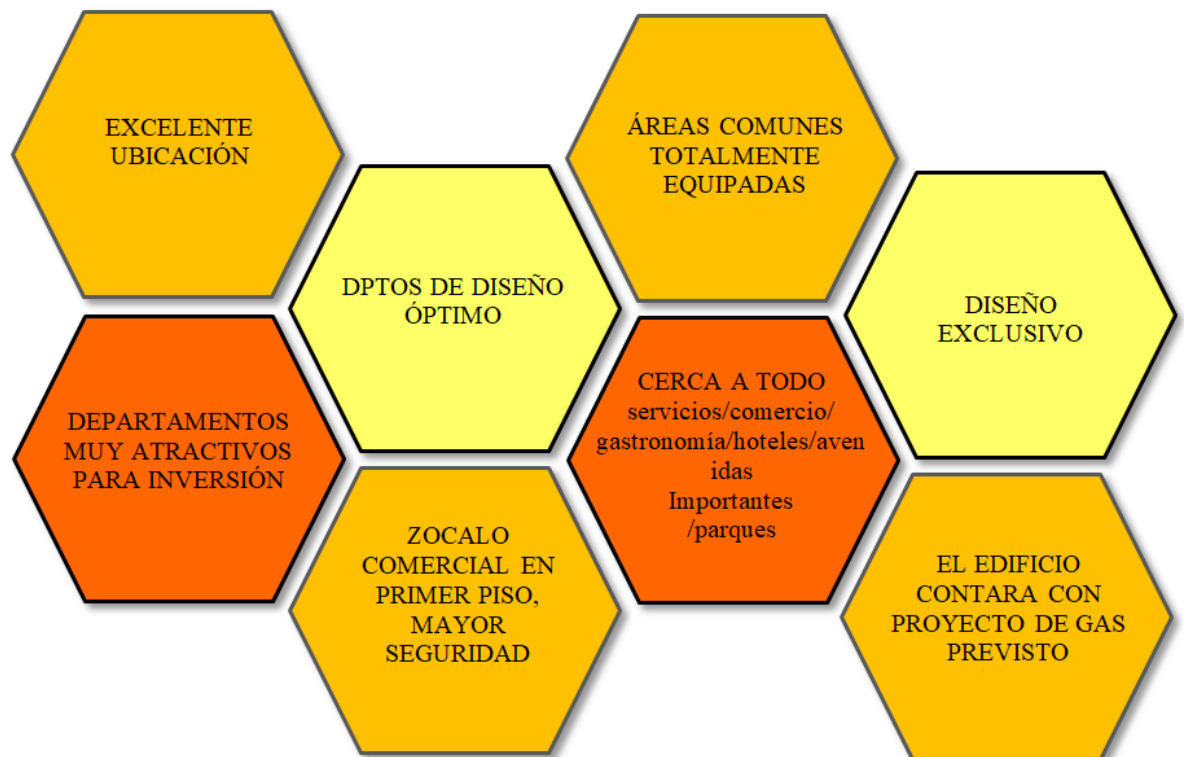 EXCELENTE
UBICACIÓN
ÁREAS COMUNES
TOTALMENTE
EQUIPADAS
DPTOS DE DISEÑO
ÓPTIMO
DISEÑO
EXCLUSIVO
DEPARTAMENTOS
MUY ATRACTIVOS
PARA INVERSIÓN
CERCA A TODO
servicios/comercio/
gastronomía/hoteles/aven
idas
Importantes
/parques
ZOCALO
COMERCIAL EN
PRIMER PISO,
MAYOR
SEGURIDAD
EL EDIFICIO
CONTARA CON
PROYECTO DE GAS
PREVISTO